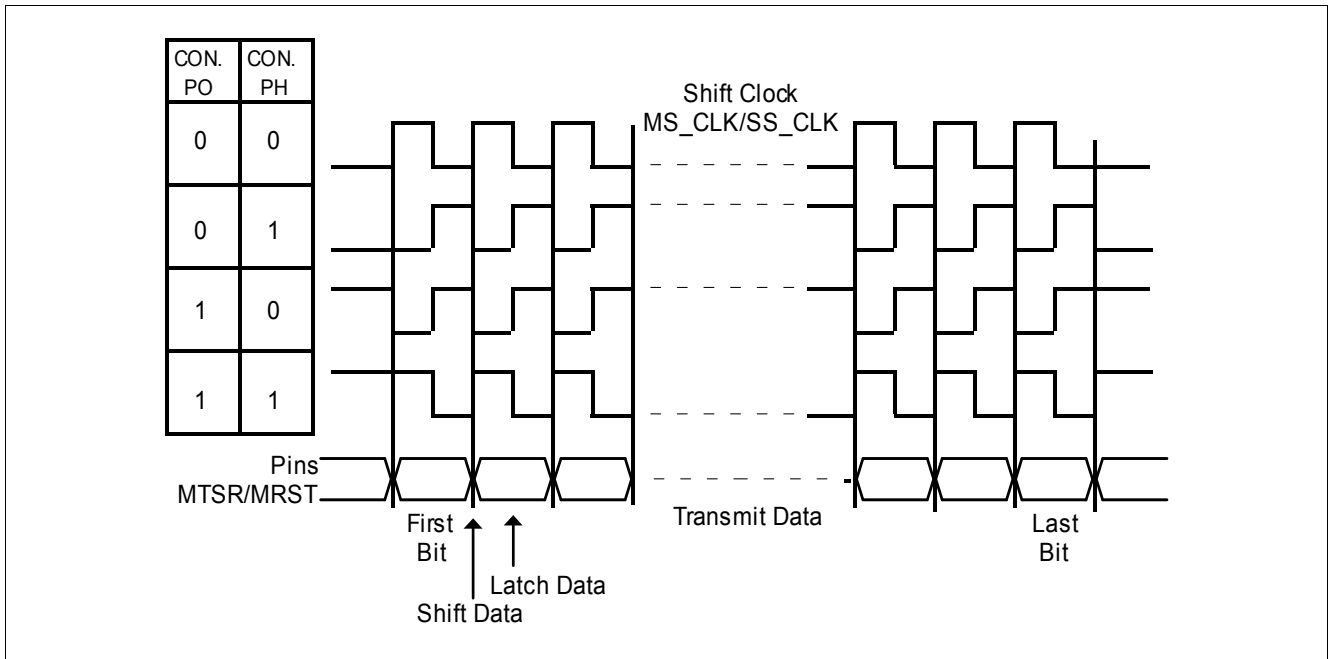 CON. PO CON. PH
0 0
0 1
1 0
1 1
Shift Clock
MS_CLK/SS_CLK
Pins
MTSR/MRST
First
Bit
Shift Data
Latch Data
Transmit Data
Last
Bit